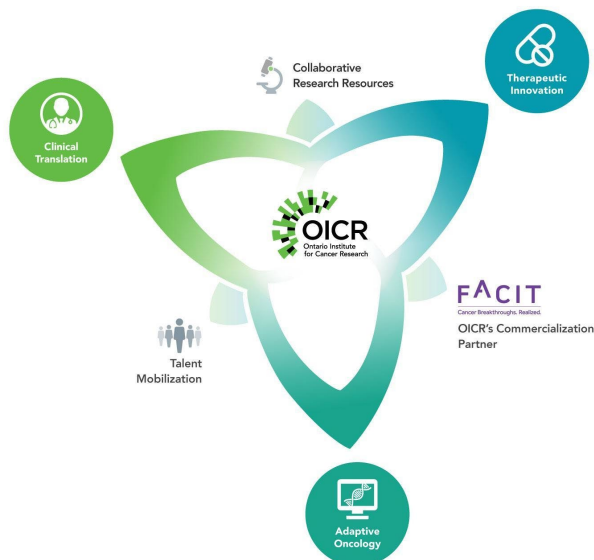 Collaborative
Research Resources
Therapeutic
Innovation
Clinical
Translation
OICR
Ontario Institute
for Cancer Research
FACIT
Cancer Breakthroughs. Realized.
OICR's Commercialization
Partner
Talent
Mobilization
Adaptive
Oncology